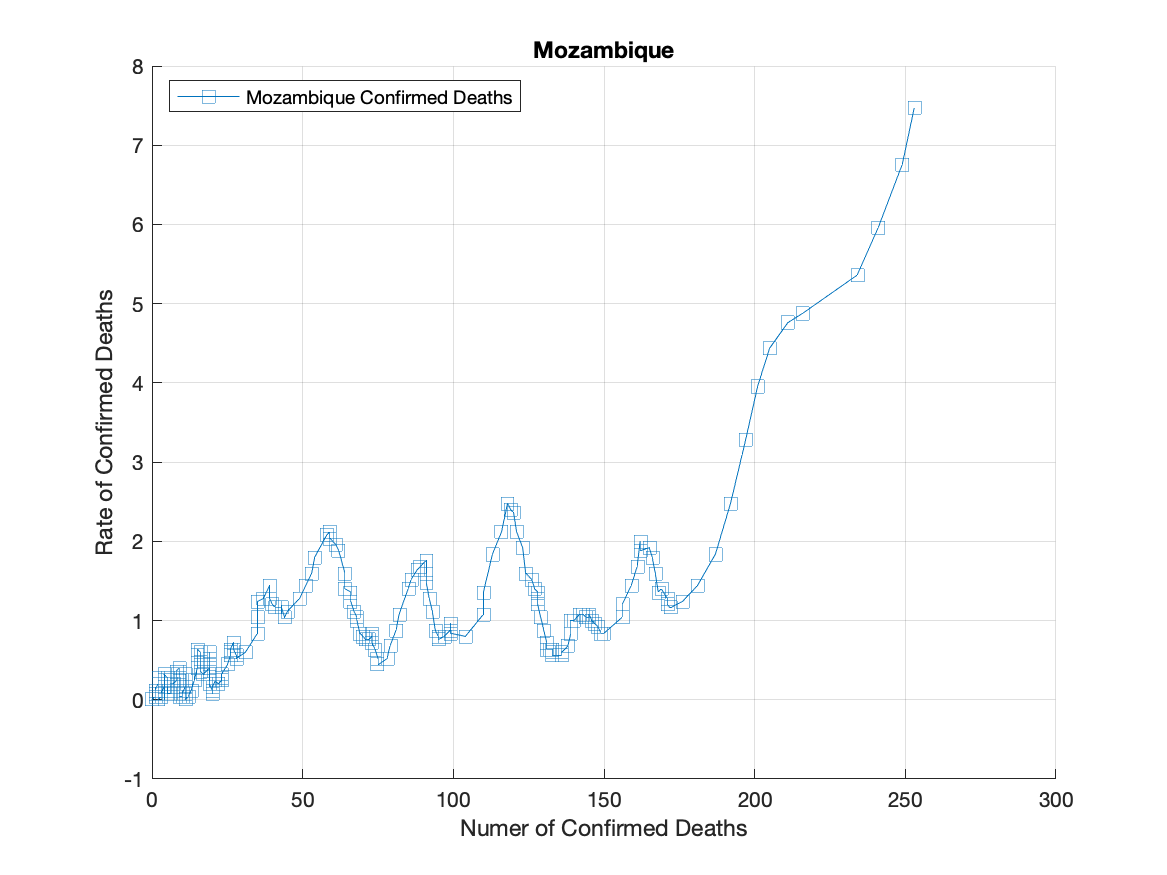 Mozambique
Mozambique Confirmed Deaths
8
7
6
5
4
3
2
1
0
-1
Rate of Confirmed Deaths
0 50 100 150 200 250 300
Numer of Confirmed Deaths